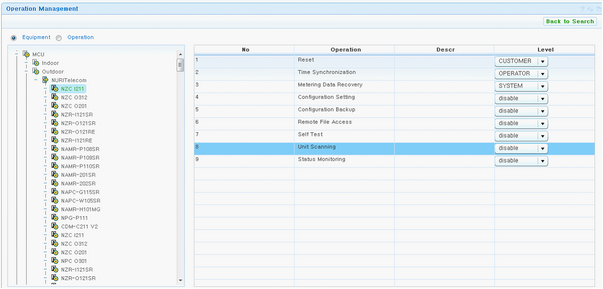 Operation Management
Back to Search
Equipment Operation
MCU
Indoor
Outdoor
NURITelecom
NZC I211
NZC O312
NZC O201
NZR-I121SR
NZR-O121SR
NZR-O121RE
NZR-I121RE
NAMR-P108SR
NAMR-P109SR
NAMR-P110SR
NAMR-201SR
NAMR-202SR
NAPC-G115SR
NAPC-W105SR
NAMR-H101MG
NPG-P111
CDM-C211 V2
NZC I211
NZC O312
NZC O201
NPC O301
NZR-I121SR
NZR-O121SR
No Operation Descr Level
1 Reset CUSTOMER
2 Time Synchronization OPERATOR
3 Metering Data Recovery SYSTEM
4 Configuration Setting disable
5 Configuration Backup disable
6 Remote File Access disable
7 Self Test disable
8 Unit Scanning disable
9 Status Monitoring disable